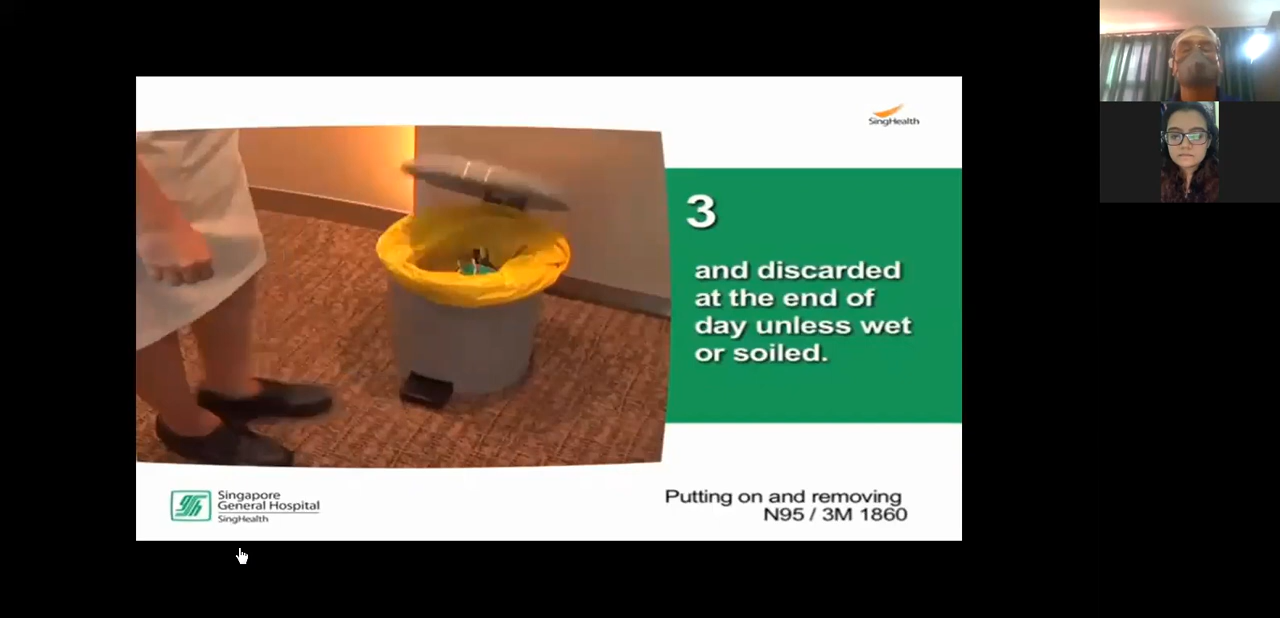 SingHealth
3
and discarded
at the end of
day unless wet
or soiled.
Singapore
General Hospital
SingHealth
Putting on and removing
N95 / 3M 1860